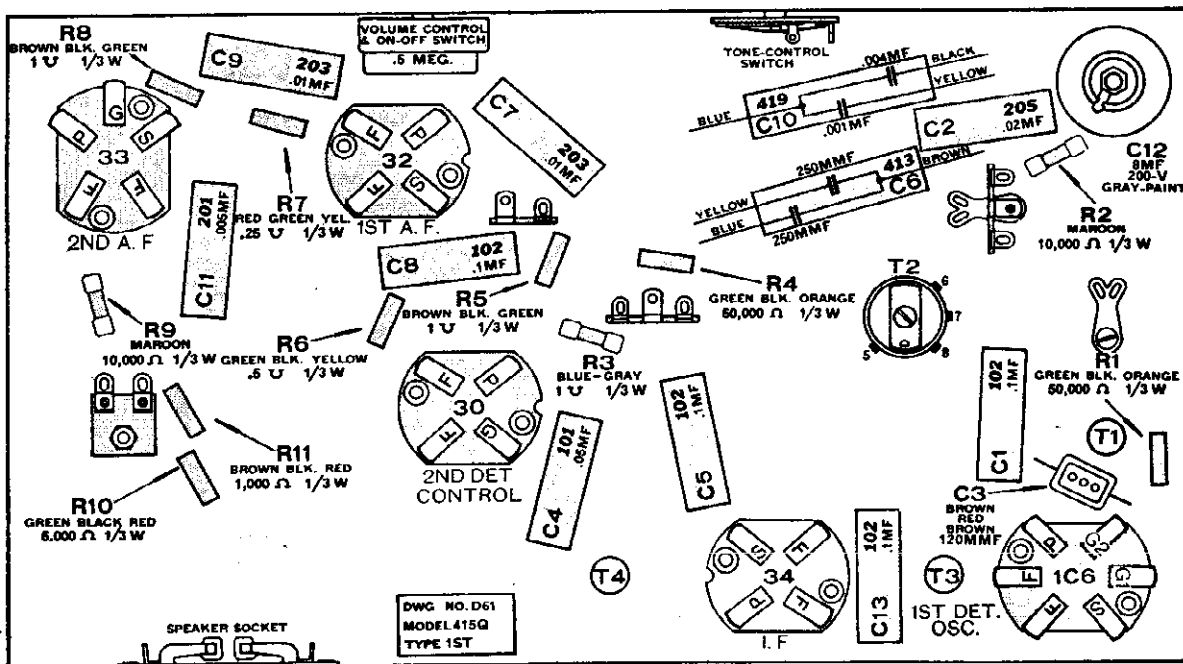 R8
BROWN BLK. GREEN
1 ℧ 1/3 W
C9
203
.01MF
VOLUME CONTROL
& ON-OFF SWITCH
.5 MEG.
TONE-CONTROL
SWITCH
.004MF
BLACK
YELLOW
419
C10
BLUE
.001MF
C2
205
.02MF
C12
8MF
200-V
GRAY-PAINT
G
P
S
33
F
F
2ND A. F
R7
RED GREEN YEL.
.25 ℧ 1/3 W
F
P
32
F
S
1ST A. F.
C7
203
.01MF
250MMF
413
BROWN
C6
YELLOW
BLUE
250MMF
R2
MAROON
10,000 Ω 1/3 W
201
.006MF
C11
C8
102
.1MF
R5
BROWN BLK. GREEN
1 ℧ 1/3 W
R4
GREEN BLK. ORANGE
50,000 Ω 1/3 W
T2
6
7
5
8
R9
MAROON
10,000 Ω 1/3 W
R6
GREEN BLK. YELLOW
.5 ℧ 1/3 W
R3
BLUE-GRAY
1 ℧ 1/3 W
R1
GREEN BLK. ORANGE
50,000 Ω 1/3 W
F
P
30
F
G
2ND DET
CONTROL
102
.1MF
C5
102
.1MF
C1
T1
R11
BROWN BLK. RED
1,000 Ω 1/3 W
R10
GREEN BLACK RED
5,000 Ω 1/3 W
101
.05MF
C4
C3
BROWN
RED
BROWN
120MMF
T4
S
F
34
P
F
I. F
102
.1MF
C13
T3
1ST DET.
OSC.
P
G2
F
1C6
G1
F
S
DWG NO. D61
MODEL 415Q
TYPE 1ST
SPEAKER SOCKET